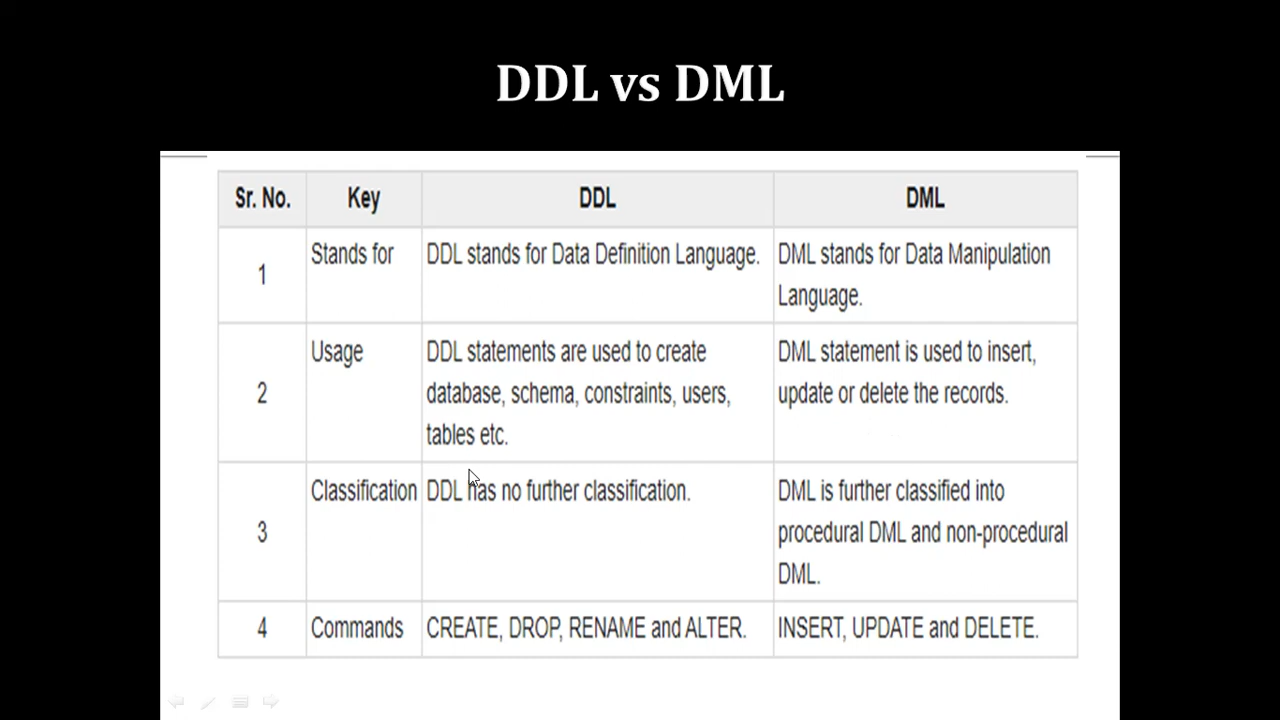 DDL vs DML
Sr. No. Key DDL DML
1 Stands for DDL stands for Data Definition Language. DML stands for Data Manipulation
Language.
2 Usage DDL statements are used to create
database, schema, constraints, users,
tables etc.
DML statement is used to insert,
update or delete the records.
3 Classification DDL has no further classification.
DML is further classified into
procedural DML and non-procedural
DML.
4 Commands CREATE, DROP, RENAME and ALTER. INSERT, UPDATE and DELETE.